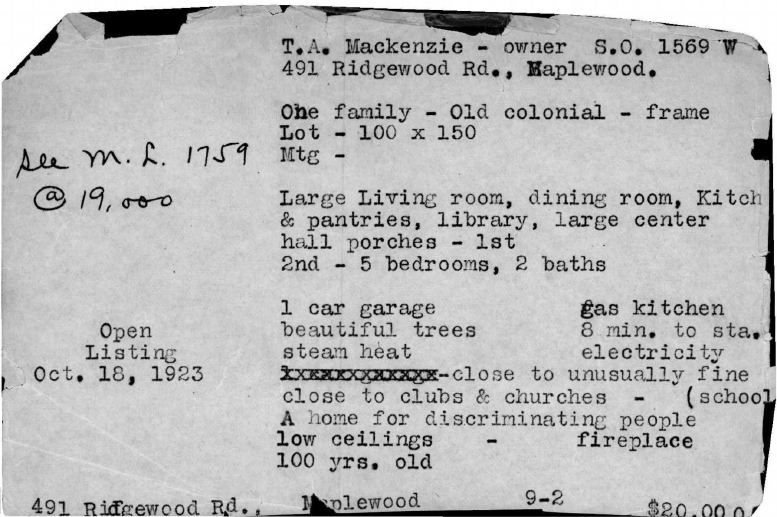 T.A. Mackenzie - owner S.O. 1569 W
491 Ridgewood Rd., Maplewood.
One family - Old colonial - frame
Lot - 100 x 150
Mtg -
See M. L. 1759
@ 19,000
Large Living room, dining room, Kitch
& pantries, library, large center
hall porches - 1st
2nd - 5 bedrooms, 2 baths
1 car garage gas kitchen
beautiful trees 8 min. to sta.
steam heat electricity
Open
Listing
Oct. 18, 1923
-close to unusually fine
close to clubs & churches - (school
A home for discriminating people
low ceilings - fireplace
100 yrs. old
491 Ridgewood Rd., Maplewood 9-2 $20,000